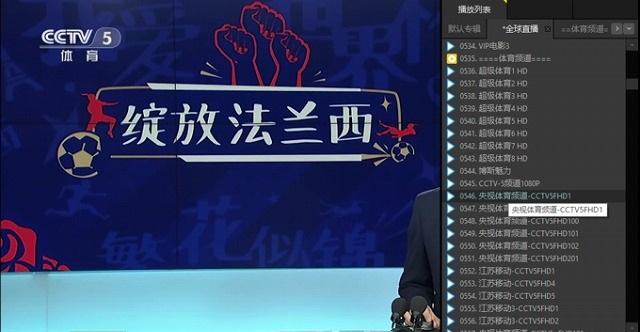 CCTV 5
体育
绽放法兰西
繁花似锦
播放列表
默认专辑
*全球直播
==体育频道=
0534. VIP电影3
0535. ====体育频道====
0536. 超级体育1 HD
0537. 超级体育2 HD
0538. 超级体育3 HD
0539. 超级体育4 HD
0540. 超级体育5 HD
0541. 超级体育6 HD
0542. 超级体育7 HD
0543. 超级体育8 HD
0544. 博斯魅力
0545. CCTV-5频道1080P
0546. 央视体育频道-CCTV5FHD1
0547. 央视
央视体育频道-CCTV5FHD1
0548. 央视体育频道-CCTV5FHD100
0549. 央视体育频道-CCTV5FHD101
0550. 央视体育频道-CCTV5FHD102
0551. 央视体育频道-CCTV5FHD201
0552. 江苏移动-CCTV5FHD1
0553. 江苏移动-CCTV5FHD4
0554. 江苏移动-CCTV5FHD5
0555. 江苏移动3-CCTV5FHD1
0556. 江苏移动3-CCTV5FHD2